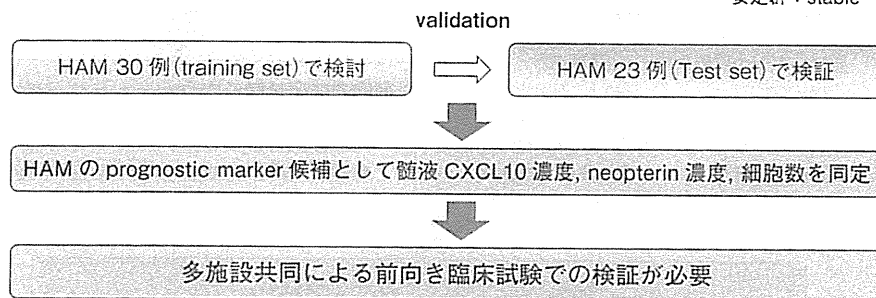 安定群：stable
validation
HAM 30 例(training set)で検討
HAM 23 例(Test set)で検証
HAM の prognostic marker 候補として髄液 CXCL10 濃度, neopterin 濃度, 細胞数を同定
多施設共同による前向き臨床試験での検証が必要